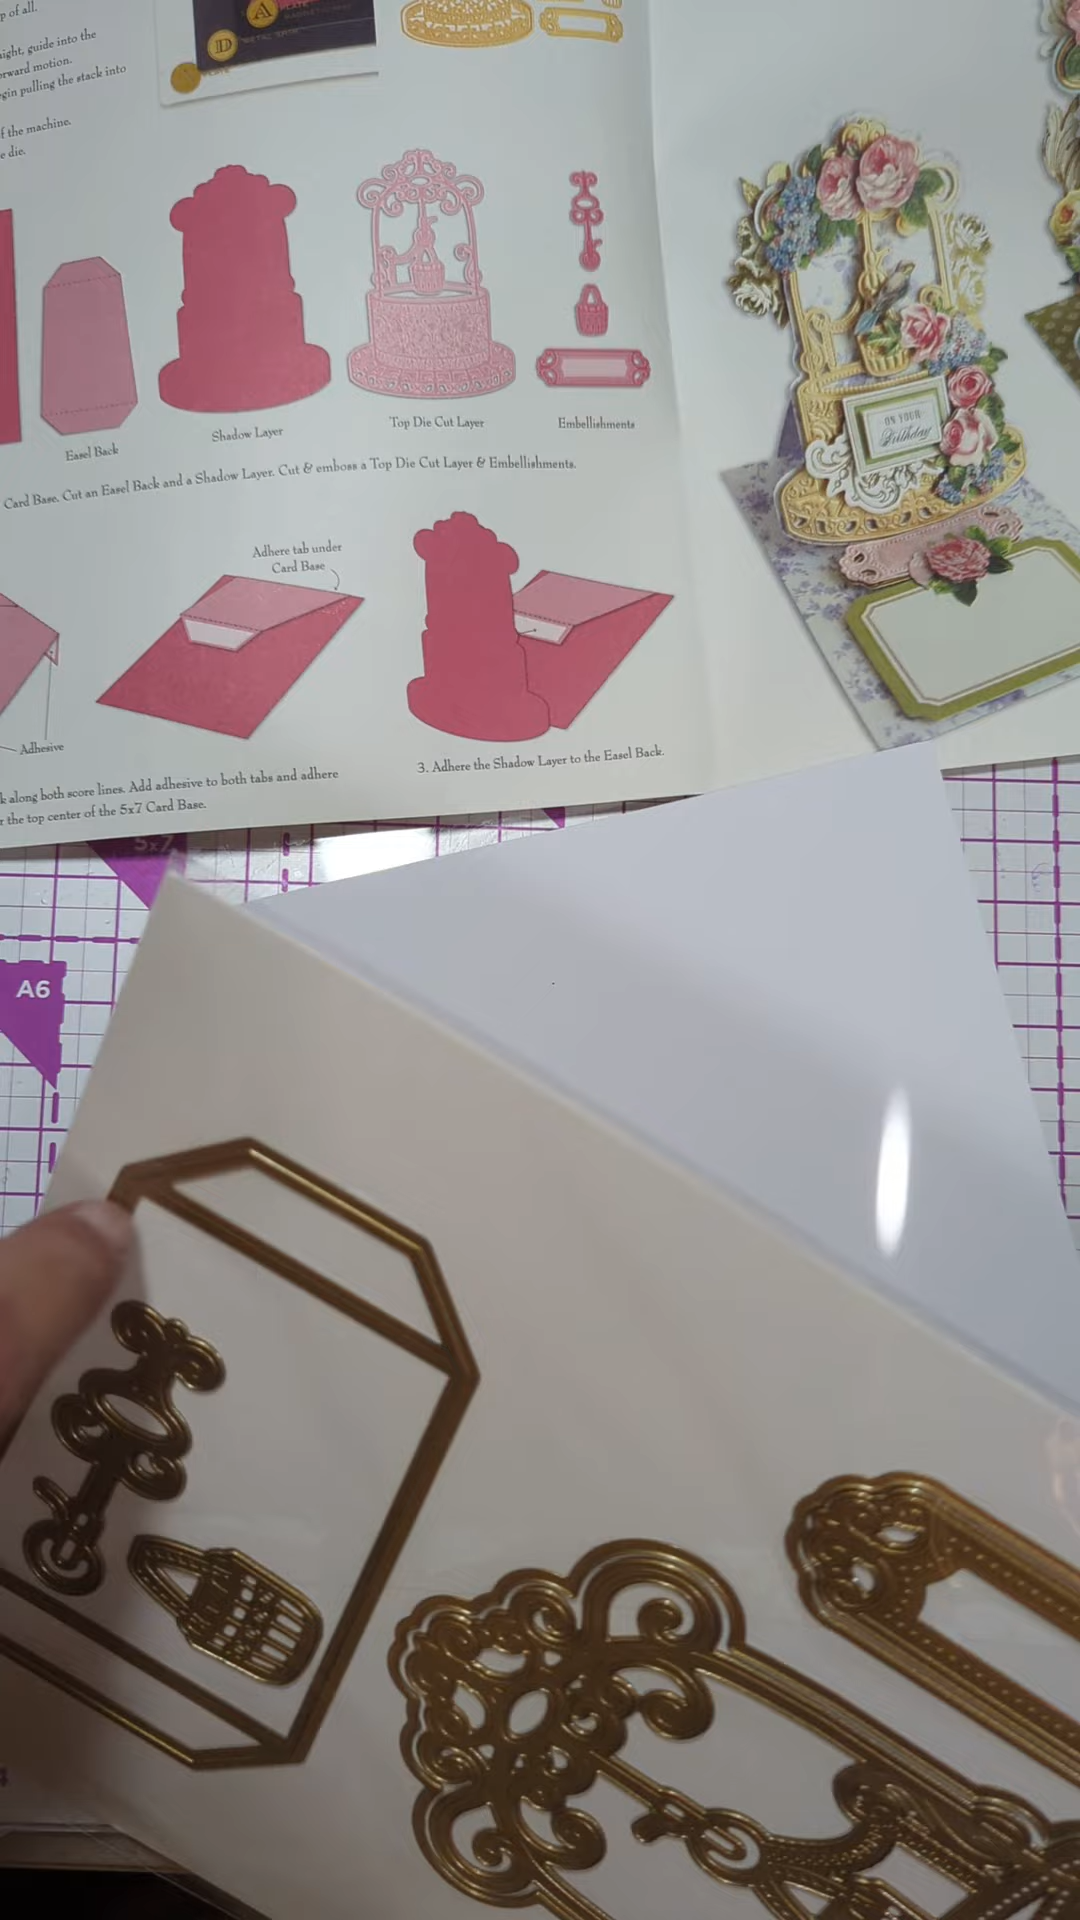 p of all.
ight, guide into the
rward motion.
gin pulling the stack into
f the machine.
e die.
A
D
Easel Back
Shadow Layer
Top Die Cut Layer
Embellishments
Card Base. Cut an Easel Back and a Shadow Layer. Cut & emboss a Top Die Cut Layer & Embellishments.
Adhere tab under
Card Base
Adhesive
k along both score lines. Add adhesive to both tabs and adhere
r the top center of the 5x7 Card Base.
3. Adhere the Shadow Layer to the Easel Back.
ON YOUR
Birthday
5x7
A6